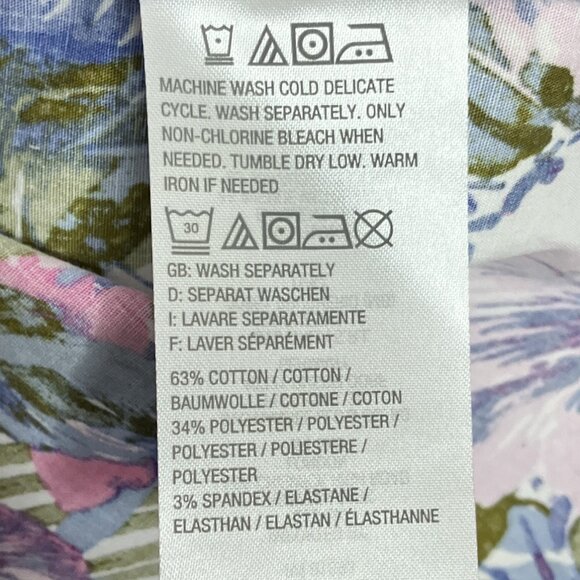 MACHINE WASH COLD DELICATE
CYCLE. WASH SEPARATELY. ONLY
NON-CHLORINE BLEACH WHEN
NEEDED. TUMBLE DRY LOW. WARM
IRON IF NEEDED
30
GB: WASH SEPARATELY
D: SEPARAT WASCHEN
I: LAVARE SEPARATAMENTE
F: LAVER SÉPARÉMENT
63% COTTON / COTTON /
BAUMWOLLE / COTONE / COTON
34% POLYESTER / POLYESTER /
POLYESTER / POLIESTERE /
POLYESTER
3% SPANDEX / ELASTANE /
ELASTHAN / ELASTAN / ÉLASTHANNE